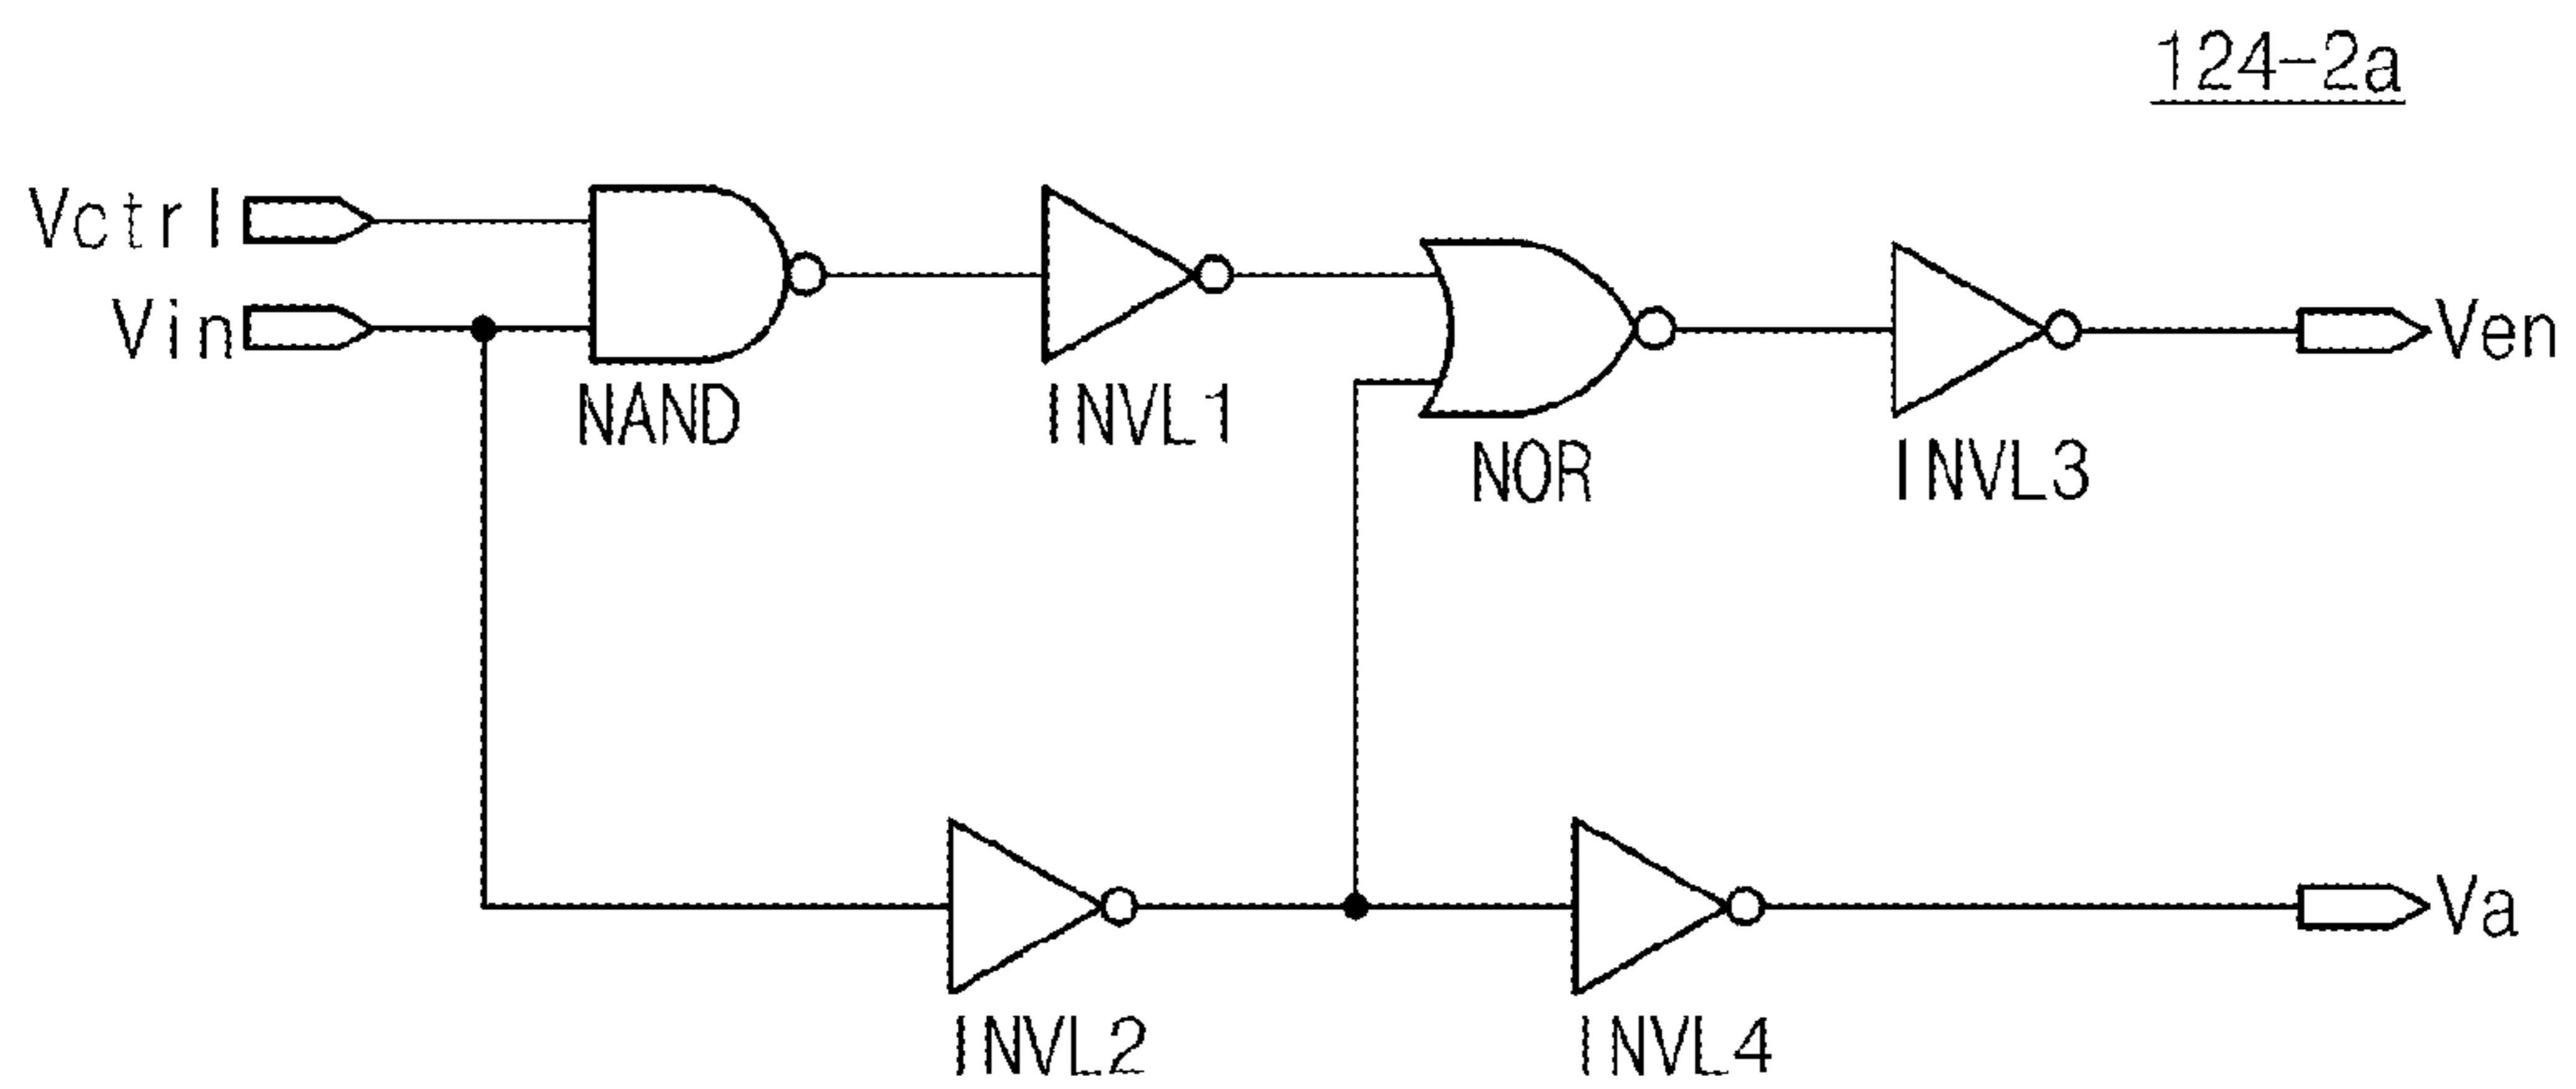 124-2a
Vctrl
Vin
NAND
INVL1
NOR
INVL3
Ven
INVL2
INVL4
Va